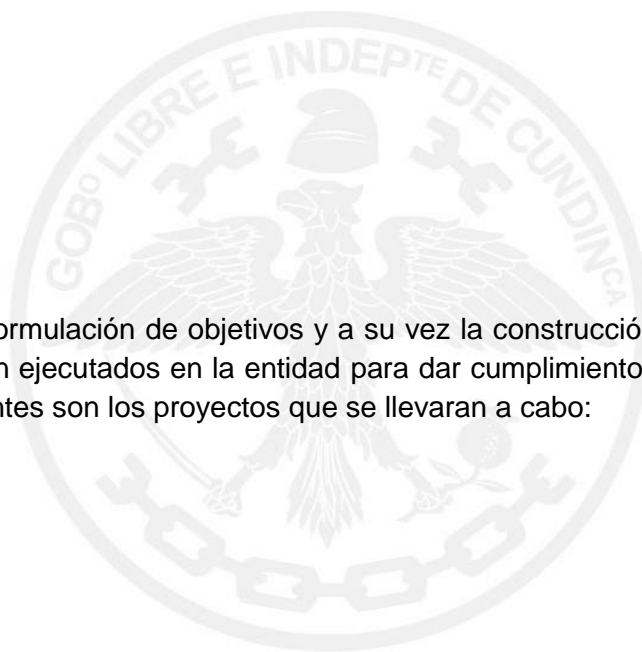 GOBº LIBRE E INDEPTE DE CUNDINCA
ormulación de objetivos y a su vez la construcció
n ejecutados en la entidad para dar cumplimiento
ntes son los proyectos que se llevaran a cabo: